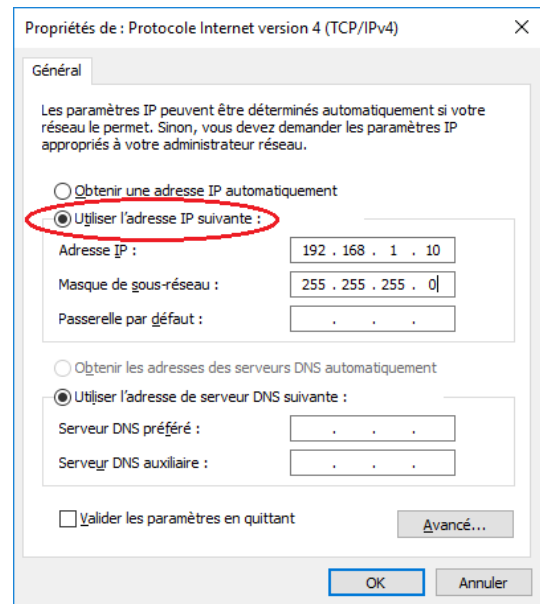 Propriétés de : Protocole Internet version 4 (TCP/IPv4)
Général
Les paramètres IP peuvent être déterminés automatiquement si votre
réseau le permet. Sinon, vous devez demander les paramètres IP
appropriés à votre administrateur réseau.
Obtenir une adresse IP automatiquement
Utiliser l'adresse IP suivante :
Adresse IP : 192 . 168 . 1 . 10
Masque de sous-réseau : 255 . 255 . 255 . 0
Passerelle par défaut : . . .
Obtenir les adresses des serveurs DNS automatiquement
Utiliser l'adresse de serveur DNS suivante :
Serveur DNS préféré : . . .
Serveur DNS auxiliaire : . . .
Valider les paramètres en quittant
Avancé...
OK Annuler